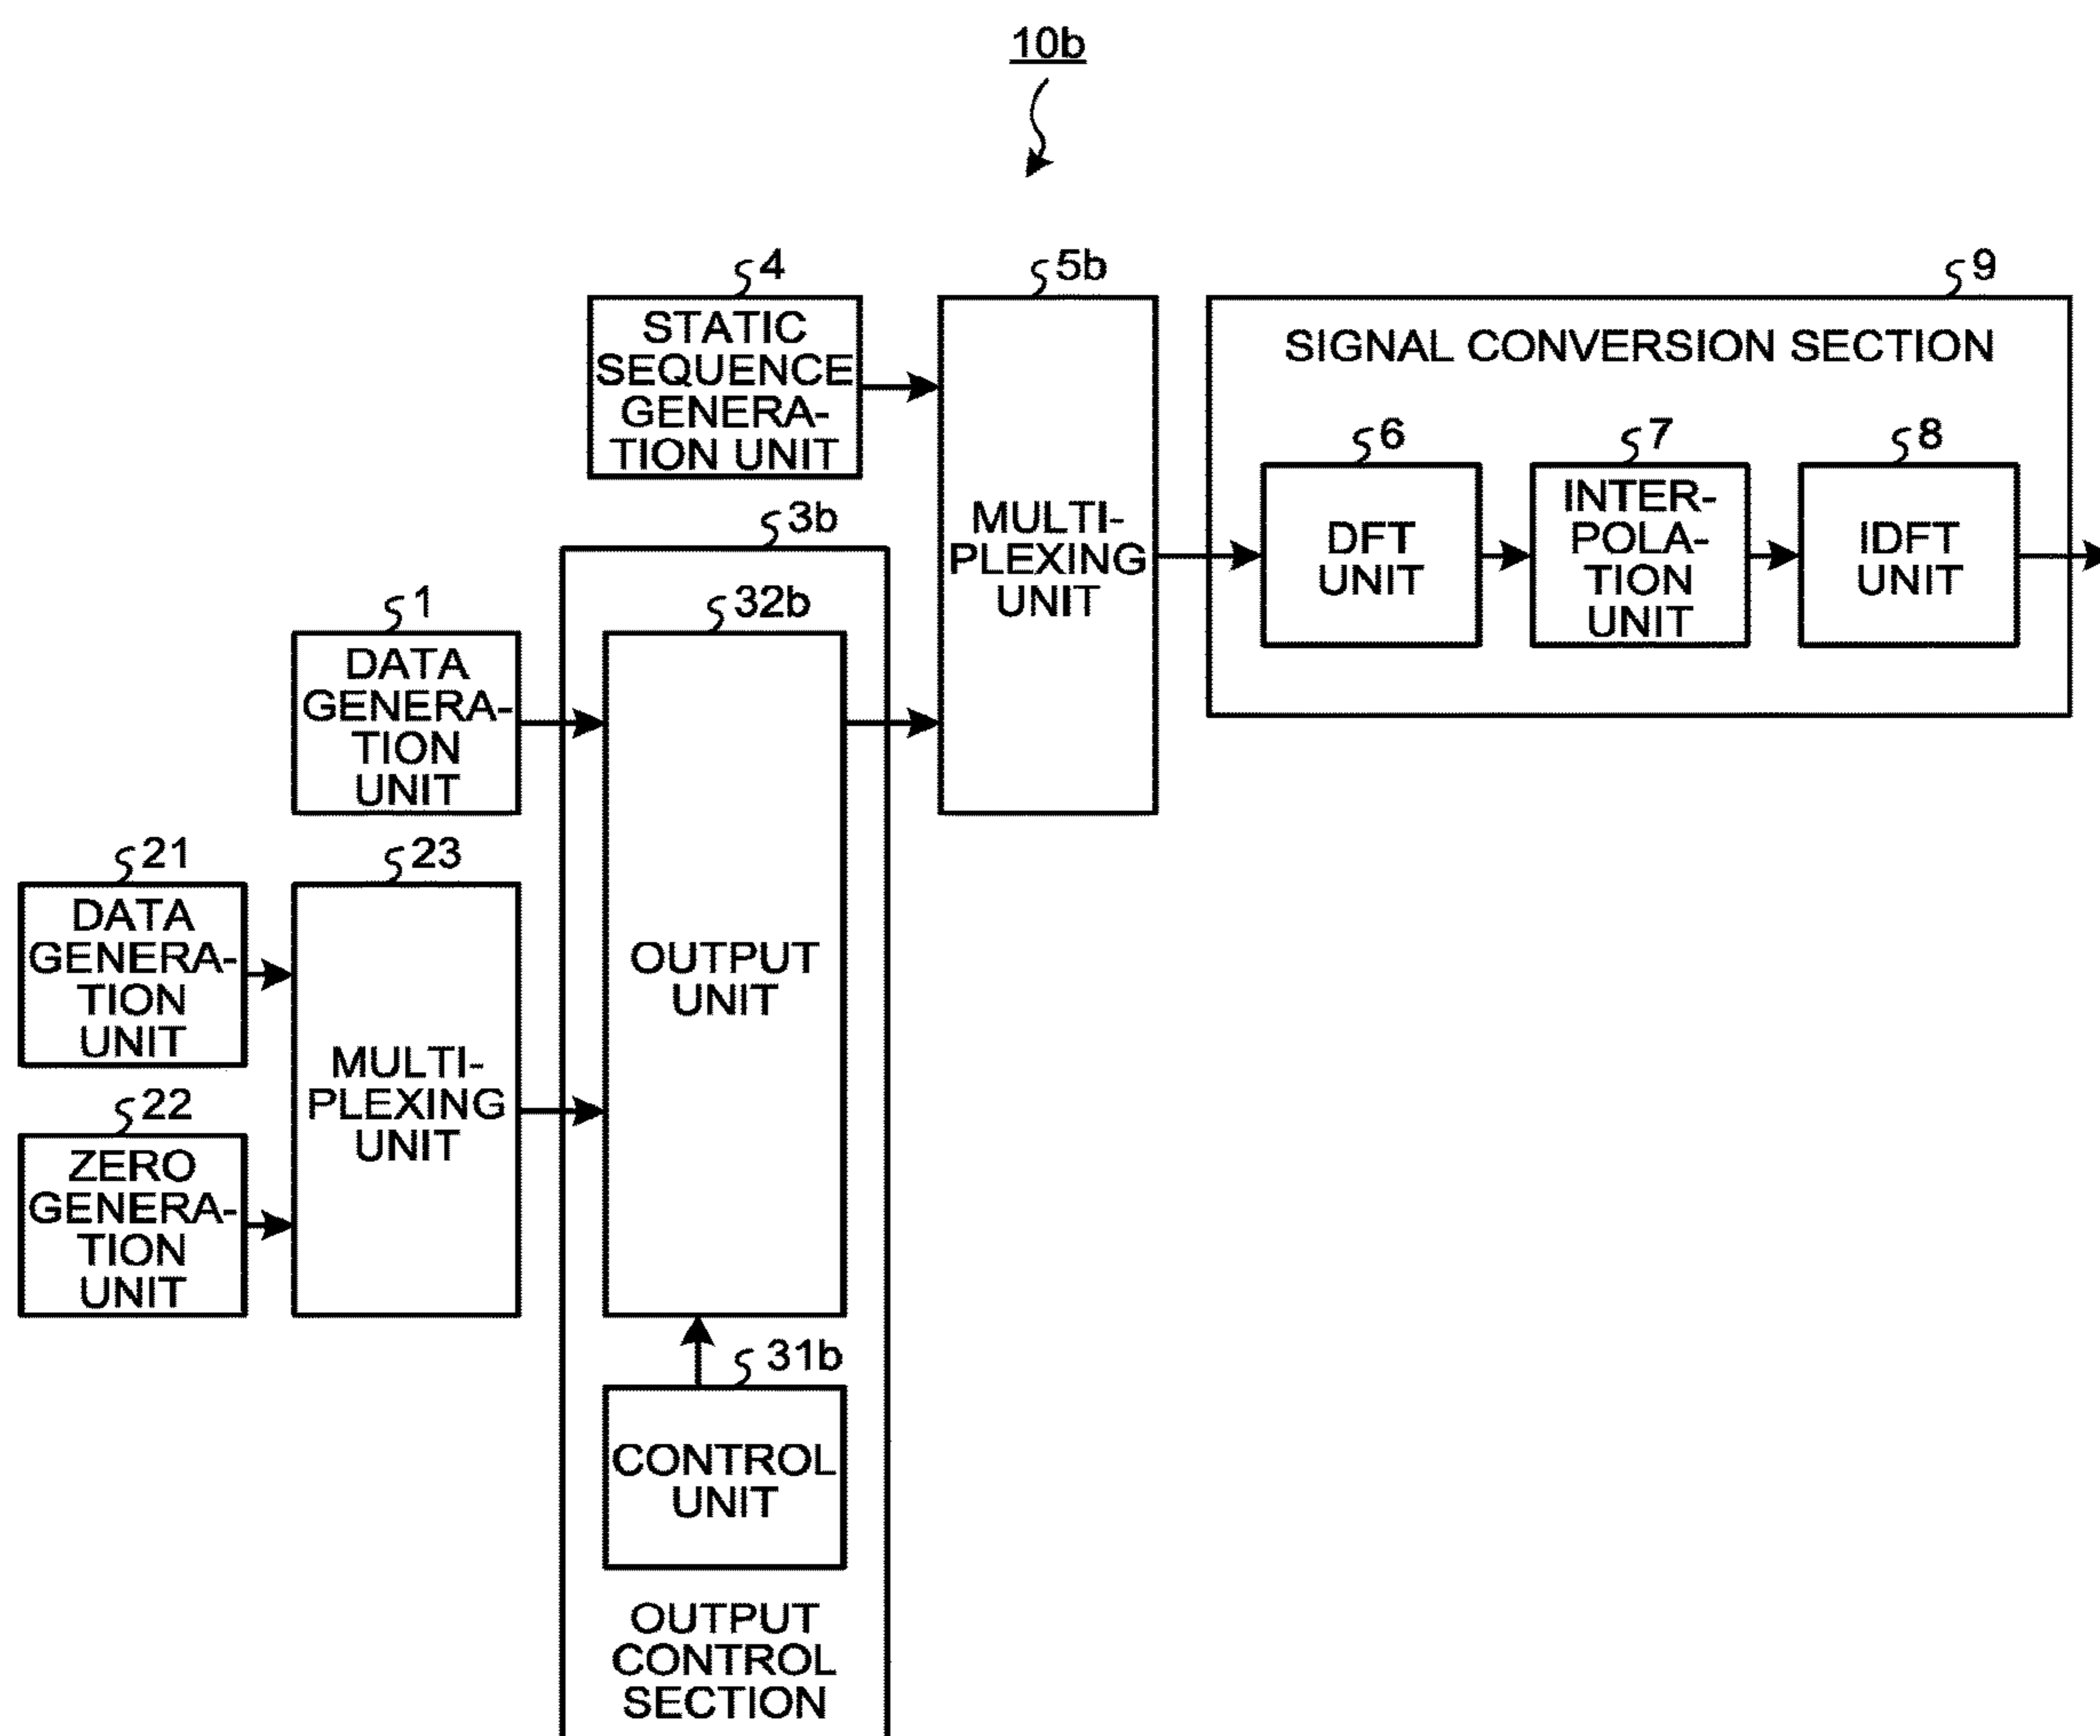 10b
4
STATIC
SEQUENCE
GENERA-
TION UNIT
5b
MULTI-
PLEXING
UNIT
9
SIGNAL CONVERSION SECTION
6
DFT
UNIT
7
INTER-
POLA-
TION
UNIT
8
IDFT
UNIT
3b
32b
OUTPUT
UNIT
1
DATA
GENERA-
TION
UNIT
21
DATA
GENERA-
TION
UNIT
23
MULTI-
PLEXING
UNIT
22
ZERO
GENERA-
TION
UNIT
31b
CONTROL
UNIT
OUTPUT
CONTROL
SECTION